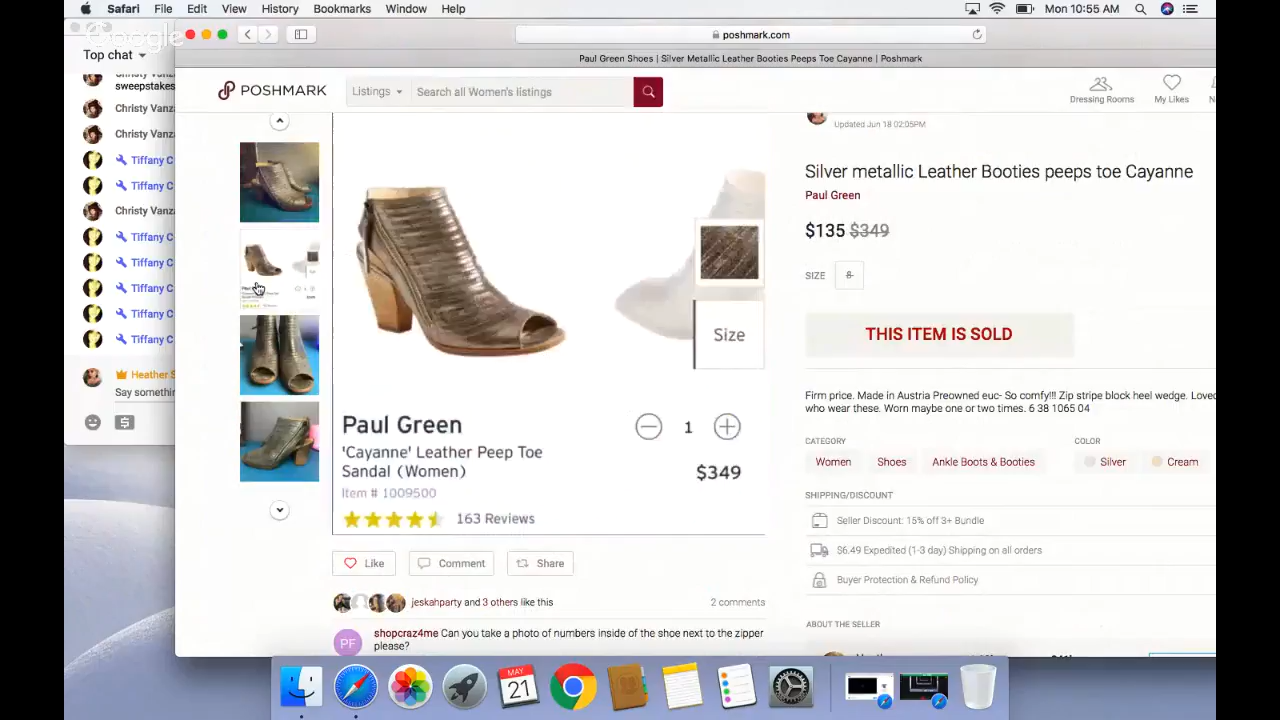 Safari File Edit View History Bookmarks Window Help
Mon 10:55 AM
Google
Top chat
Christy Vanz
sweepstakes
Christy Vanz
Christy Vanz
Tiffany C
Tiffany C
Christy Vanz
Tiffany C
Tiffany C
Tiffany C
Tiffany C
Tiffany C
Heather S
Say somethin
poshmark.com
Paul Green Shoes | Silver Metallic Leather Booties Peeps Toe Cayanne | Poshmark
POSHMARK
Listings
Search all Women's listings
Dressing Rooms
My Likes
N
Size
Paul Green
1
'Cayanne' Leather Peep Toe
Sandal (Women)
$349
Item # 1009500
163 Reviews
Like
Comment
Share
jeskahparty and 3 others like this
2 comments
PF
shopcraz4me Can you take a photo of numbers inside of the shoe next to the zipper
please?
Updated Jun 18 02:05PM
Silver metallic Leather Booties peeps toe Cayanne
Paul Green
$135 $349
SIZE 8
THIS ITEM IS SOLD
Firm price. Made in Austria Preowned euc- So comfy!!! Zip stripe block heel wedge. Loved
who wear these. Worn maybe one or two times. 6 38 1065 04
CATEGORY
Women
Shoes
Ankle Boots & Booties
COLOR
Silver
Cream
SHIPPING/DISCOUNT
Seller Discount: 15% off 3+ Bundle
$6.49 Expedited (1-3 day) Shipping on all orders
Buyer Protection & Refund Policy
ABOUT THE SELLER
MAY
21